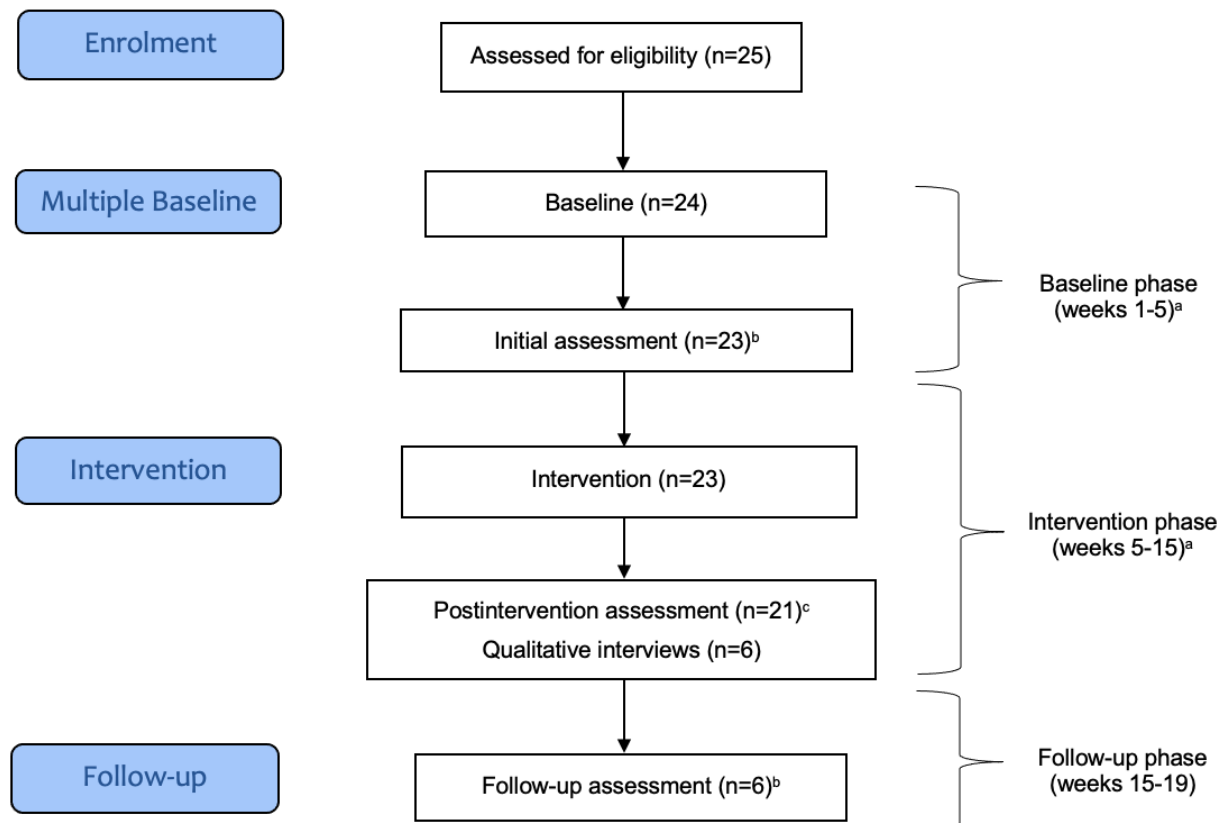 Enrolment
Assessed for eligibility (n=25)
Multiple Baseline
Baseline (n=24)
Baseline phase
(weeks 1-5)ᵃ
Initial assessment (n=23)ᵇ
Intervention
Intervention (n=23)
Intervention phase
(weeks 5-15)ᵃ
Postintervention assessment (n=21)ᶜ
Qualitative interviews (n=6)
Follow-up
Follow-up assessment (n=6)ᵇ
Follow-up phase
(weeks 15-19)